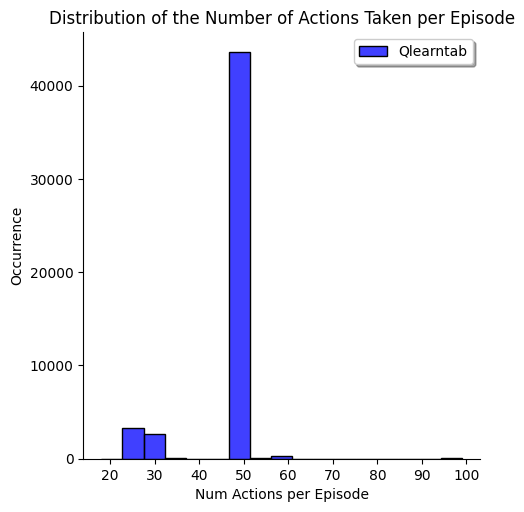 Distribution of the Number of Actions Taken per Episode
Qlearntab
40000
30000
20000
10000
0
Occurrence
20 30 40 50 60 70 80 90 100
Num Actions per Episode